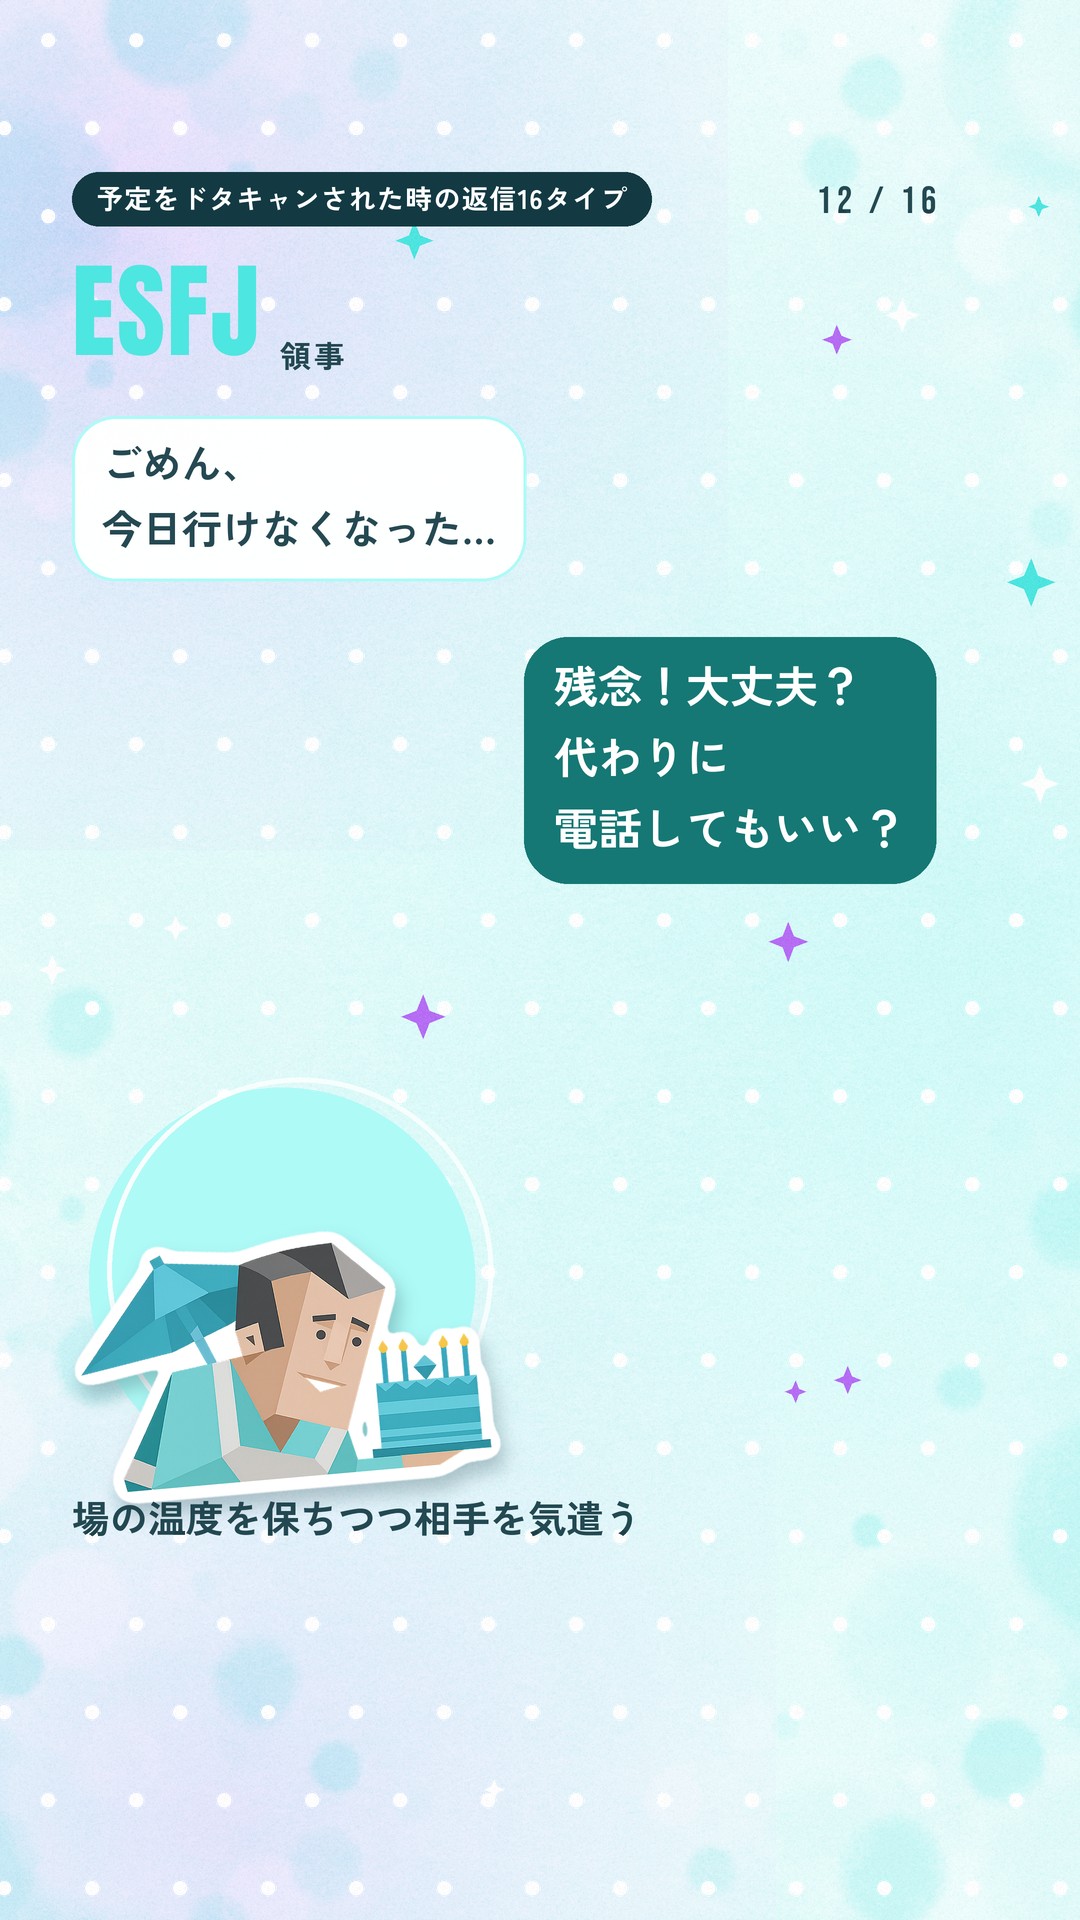 予定をドタキャンされた時の返信16タイプ
12 / 16
ESFJ
領事
ごめん、
今日行けなくなった…
残念！大丈夫？
代わりに
電話してもいい？
場の温度を保ちつつ相手を気遣う